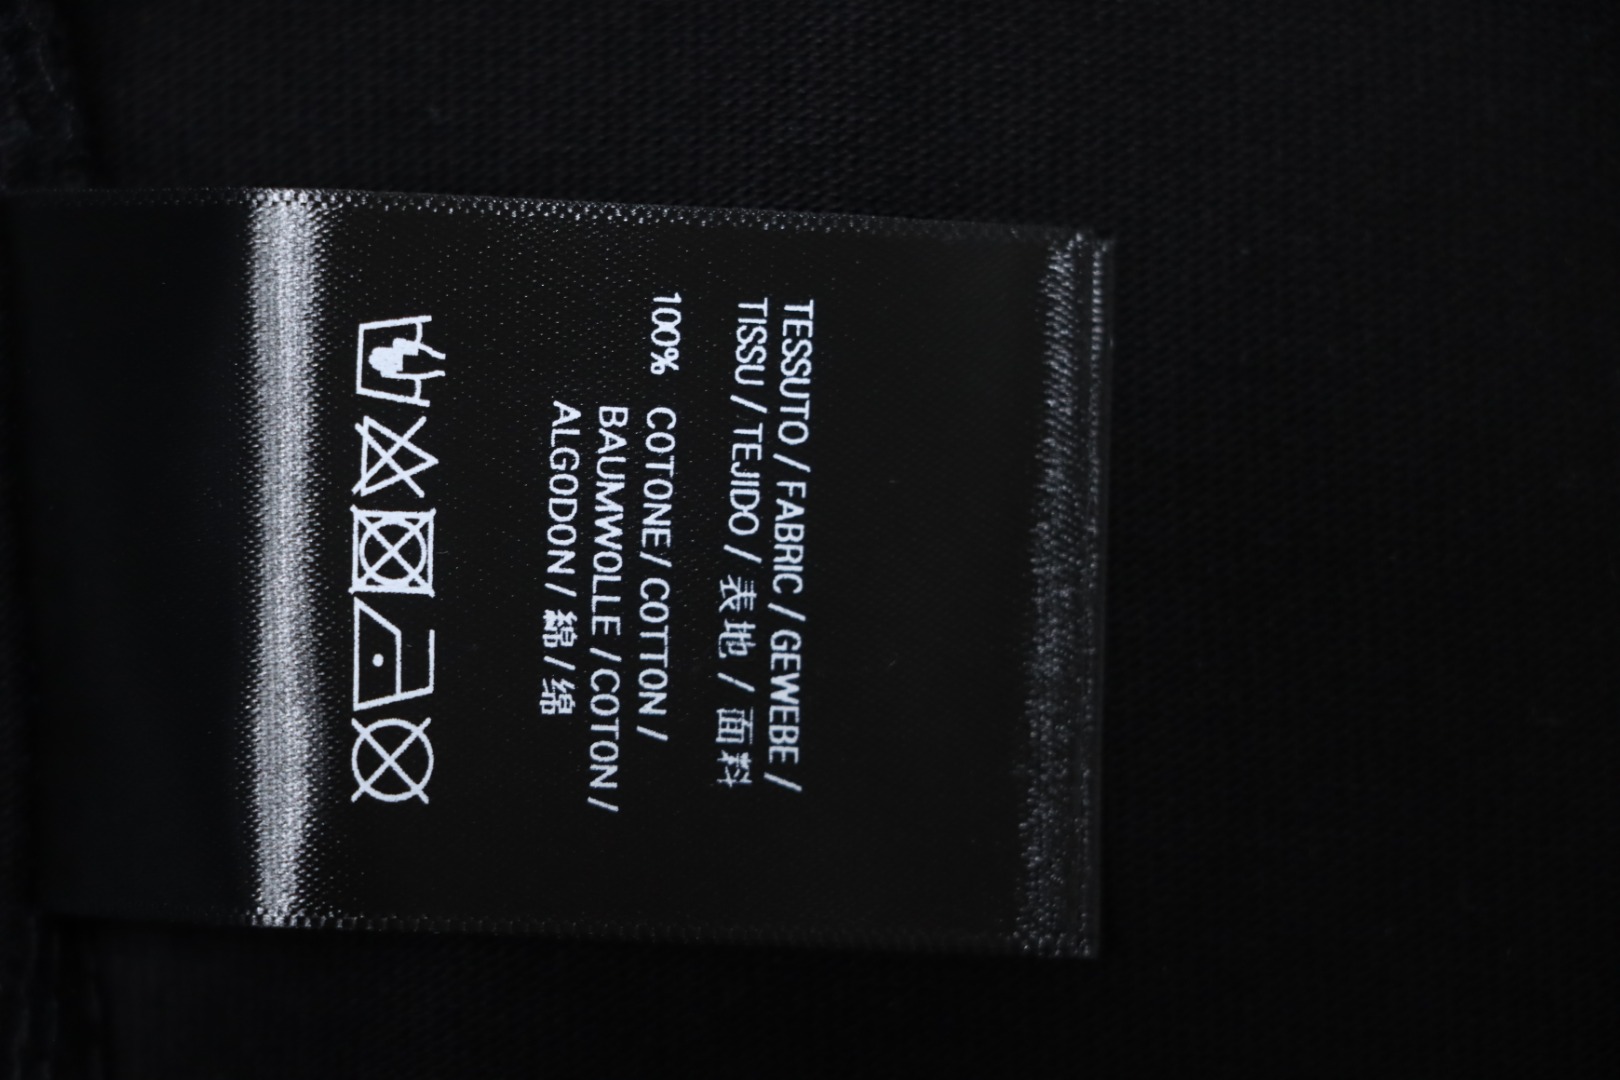 TESSUTO / FABRIC / GEWEBE /
TISSU / TEJIDO / 表地 / 面料
100% COTONE / COTTON /
BAUMWOLLE / COTON /
ALGODON / 綿 / 绵